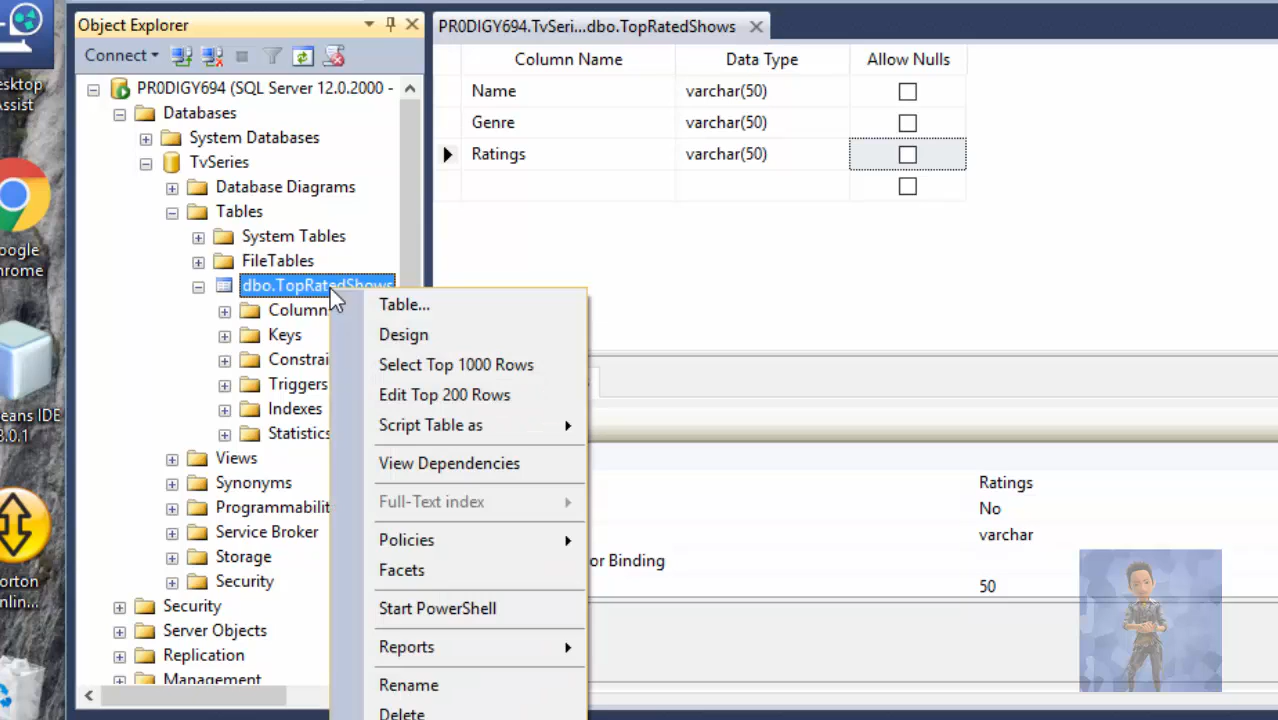 Object Explorer
PR0DIGY694.TvSeri...dbo.TopRatedShows
Connect
Column Name Data Type Allow Nulls
Name varchar(50)
Genre varchar(50)
Ratings varchar(50)
PR0DIGY694 (SQL Server 12.0.2000 -
Databases
System Databases
TvSeries
Database Diagrams
Tables
System Tables
FileTables
dbo.TopRatedShows
Column
Keys
Constrai
Triggers
Indexes
Statistics
Views
Synonyms
Programmabilit
Service Broker
Storage
Security
Security
Server Objects
Replication
Management
Table...
Design
Select Top 1000 Rows
Edit Top 200 Rows
Script Table as
View Dependencies
Full-Text index
Policies
Facets
Start PowerShell
Reports
Rename
Delete
Ratings
No
varchar
or Binding
50
esktop
Assist
oogle
hrome
eans IDE
8.0.1
orton
nlin...